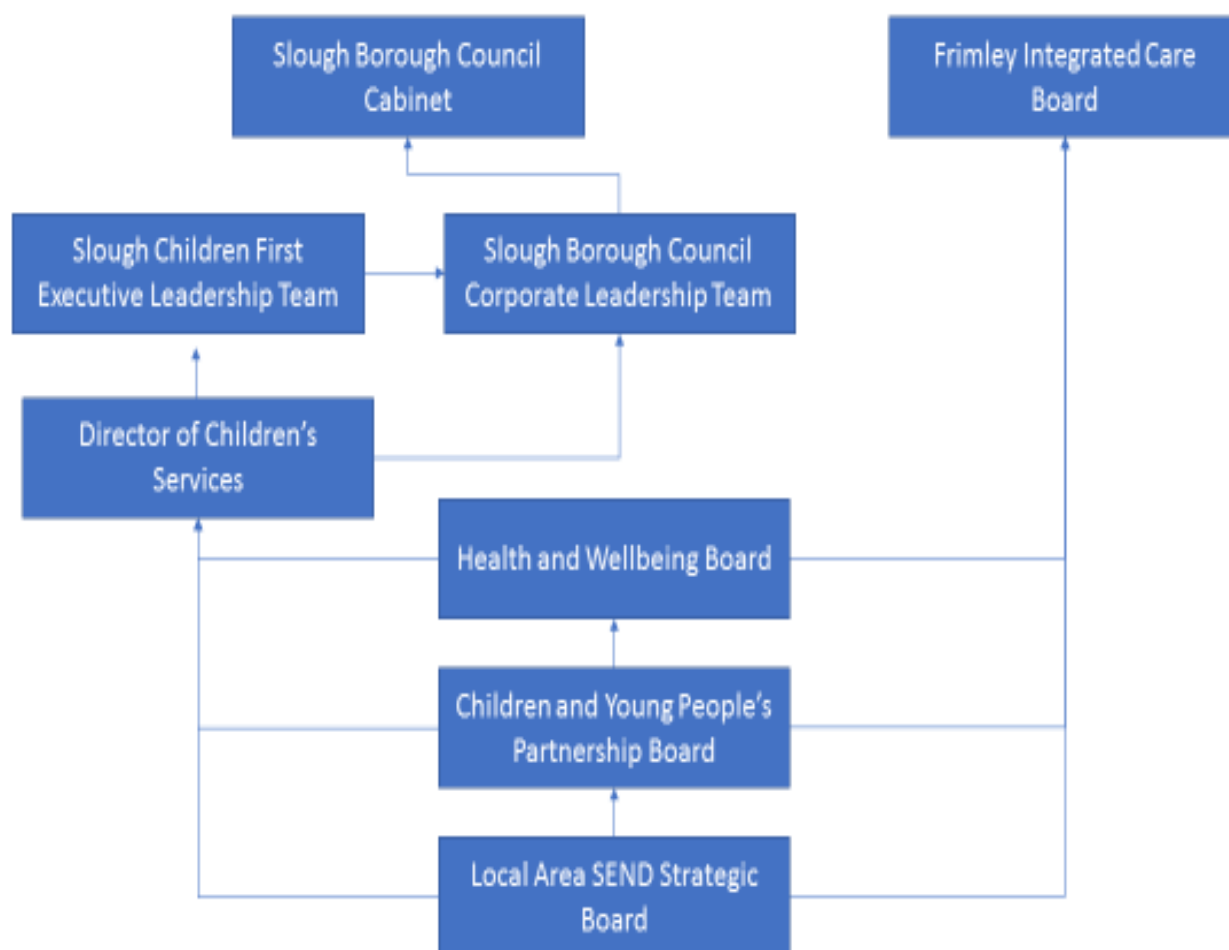 Slough Borough Council
Cabinet
Frimley Integrated Care
Board
Slough Children First
Executive Leadership Team
Slough Borough Council
Corporate Leadership Team
Director of Children’s
Services
Health and Wellbeing Board
Children and Young People’s
Partnership Board
Local Area SEND Strategic
Board